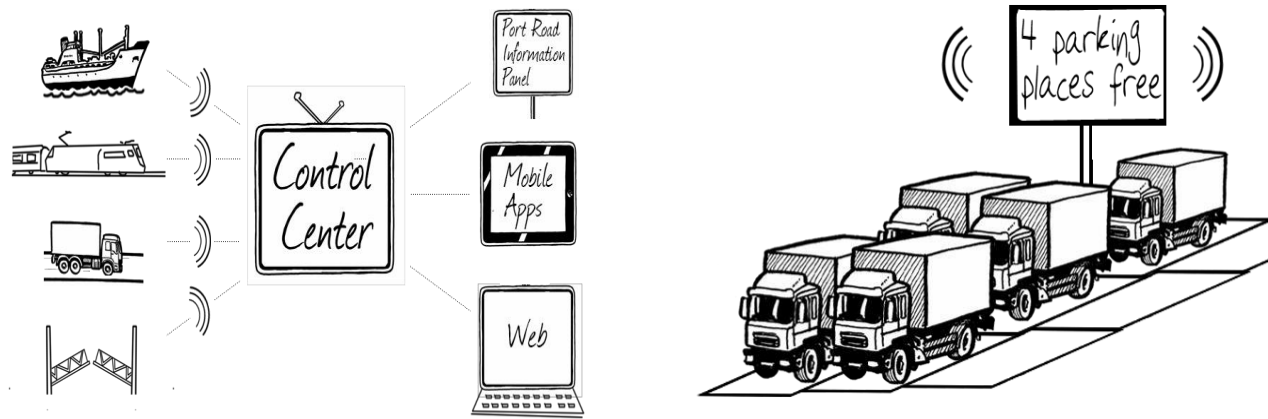 Control
Center
Port Road
Information
Panel
Mobile
Apps
Web
4 parking
places free